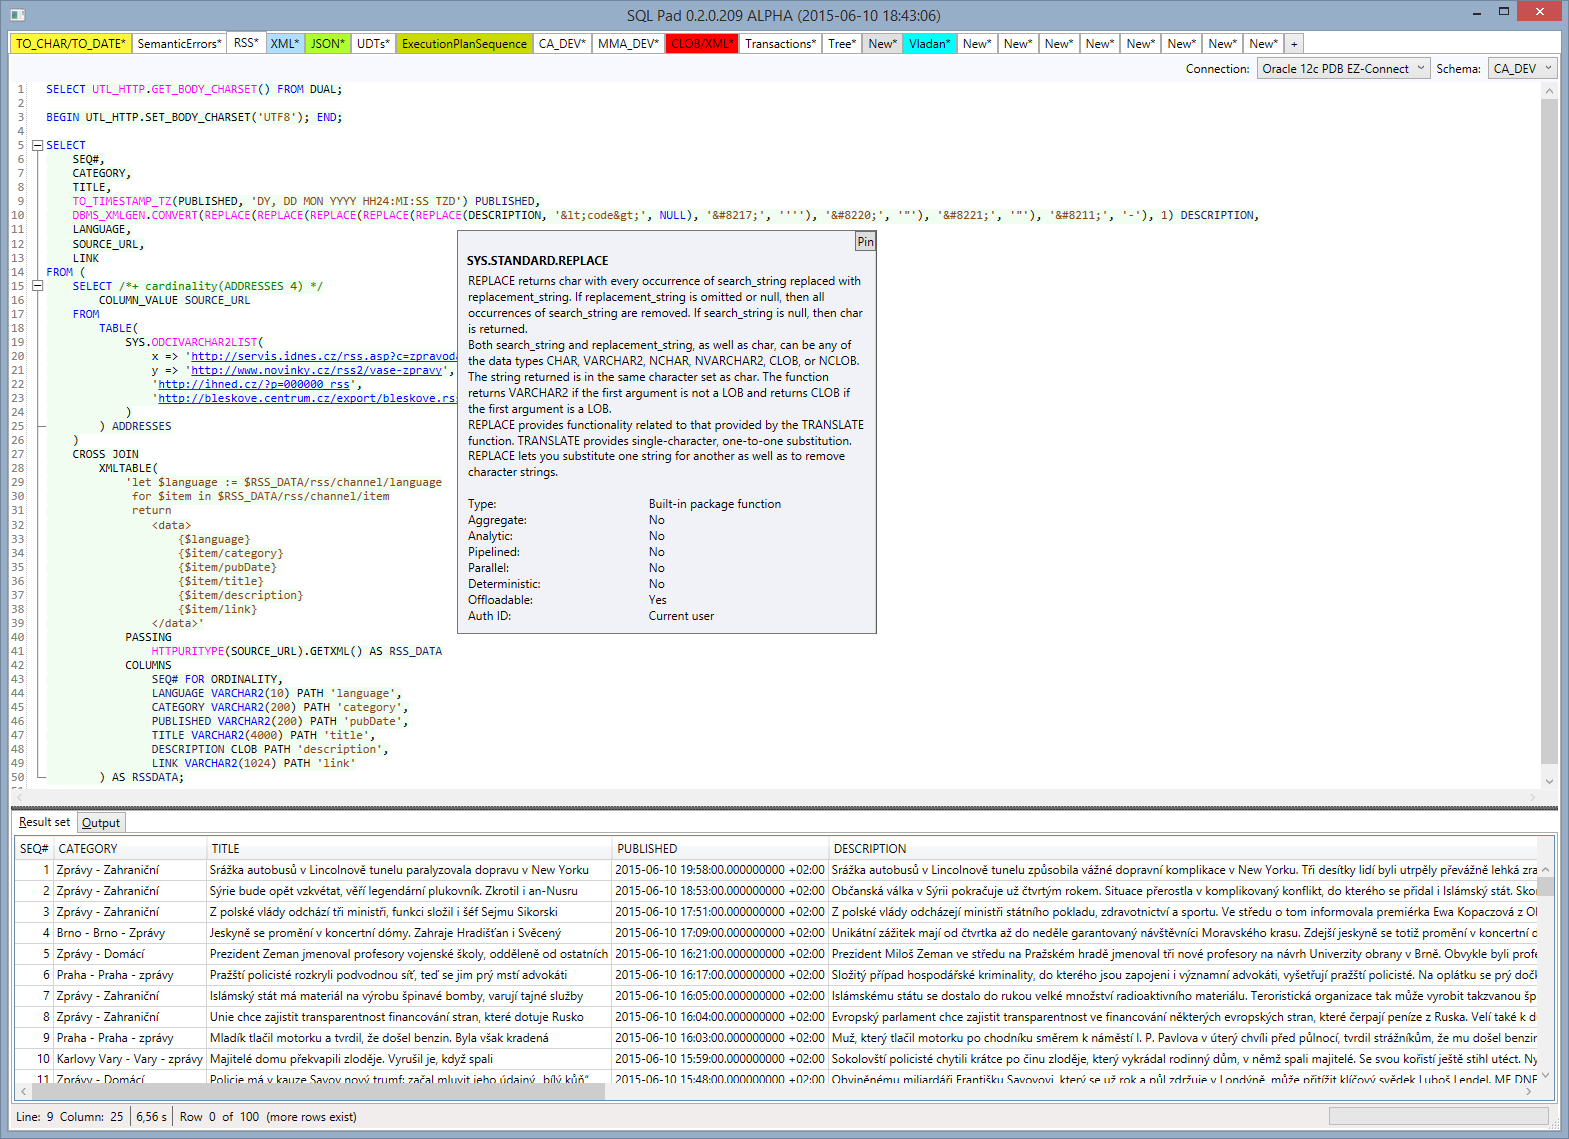 SQL Pad 0.2.0.209 ALPHA (2015-06-10 18:43:06)
TO_CHAR/TO_DATE* SemanticErrors* RSS* XML* JSON* UDTs* ExecutionPlanSequence CA_DEV* MMA_DEV* CLOB/XML* Transactions* Tree* New* Vladan* New* New* New* New* New* New* New* New* +
Connection: Oracle 12c PDB EZ-Connect Schema: CA_DEV
1 SELECT UTL_HTTP.GET_BODY_CHARSET() FROM DUAL;
2
3 BEGIN UTL_HTTP.SET_BODY_CHARSET('UTF8'); END;
4
5 SELECT
6 SEQ#,
7 CATEGORY,
8 TITLE,
9 TO_TIMESTAMP_TZ(PUBLISHED, 'DY, DD MON YYYY HH24:MI:SS TZD') PUBLISHED,
10 DBMS_XMLGEN.CONVERT(REPLACE(REPLACE(REPLACE(REPLACE(REPLACE(DESCRIPTION, '&lt;code&gt;', NULL), '&#8217;', ''''), '&#8220;', '"'), '&#8221;', '"'), '&#8211;', '-'), 1) DESCRIPTION,
11 LANGUAGE,
12 SOURCE_URL,
13 LINK
14 FROM (
15 SELECT /*+ cardinality(ADDRESSES 4) */
16 COLUMN_VALUE SOURCE_URL
17 FROM
18 TABLE(
19 SYS.ODCIVARCHAR2LIST(
20 x => 'http://servis.idnes.cz/rss.asp?c=zpravod
21 y => 'http://www.novinky.cz/rss2/vase-zpravy',
22 'http://ihned.cz/?p=000000_rss',
23 'http://bleskove.centrum.cz/export/bleskove.rs
24 )
25 ) ADDRESSES
26 )
27 CROSS JOIN
28 XMLTABLE(
29 'let $language := $RSS_DATA/rss/channel/language
30 for $item in $RSS_DATA/rss/channel/item
31 return
32 <data>
33 {$language}
34 {$item/category}
35 {$item/pubDate}
36 {$item/title}
37 {$item/description}
38 {$item/link}
39 </data>'
40 PASSING
41 HTTPURITYPE(SOURCE_URL).GETXML() AS RSS_DATA
42 COLUMNS
43 SEQ# FOR ORDINALITY,
44 LANGUAGE VARCHAR2(10) PATH 'language',
45 CATEGORY VARCHAR2(200) PATH 'category',
46 PUBLISHED VARCHAR2(200) PATH 'pubDate',
47 TITLE VARCHAR2(4000) PATH 'title',
48 DESCRIPTION CLOB PATH 'description',
49 LINK VARCHAR2(1024) PATH 'link'
50 ) AS RSSDATA;
Pin
SYS.STANDARD.REPLACE
REPLACE returns char with every occurrence of search_string replaced with
replacement_string. If replacement_string is omitted or null, then all
occurrences of search_string are removed. If search_string is null, then char
is returned.
Both search_string and replacement_string, as well as char, can be any of
the data types CHAR, VARCHAR2, NCHAR, NVARCHAR2, CLOB, or NCLOB.
The string returned is in the same character set as char. The function
returns VARCHAR2 if the first argument is not a LOB and returns CLOB if
the first argument is a LOB.
REPLACE provides functionality related to that provided by the TRANSLATE
function. TRANSLATE provides single-character, one-to-one substitution.
REPLACE lets you substitute one string for another as well as to remove
character strings.
Type: Built-in package function
Aggregate: No
Analytic: No
Pipelined: No
Parallel: No
Deterministic: No
Offloadable: Yes
Auth ID: Current user
Result set Output
SEQ# CATEGORY TITLE PUBLISHED DESCRIPTION
1 Zprávy - Zahraniční Srážka autobusů v Lincolnově tunelu paralyzovala dopravu v New Yorku 2015-06-10 19:58:00.000000000 +02:00 Srážka autobusů v Lincolnově tunelu způsobila vážné dopravní komplikace v New Yorku. Tři desítky lidí byli utrpěly převážně lehká zra
2 Zprávy - Zahraniční Sýrie bude opět vzkvétat, věří legendární plukovník. Zkrotil i an-Nusru 2015-06-10 18:53:00.000000000 +02:00 Občanská válka v Sýrii pokračuje už čtvrtým rokem. Situace přerostla v komplikovaný konflikt, do kterého se přidal i Islámský stát. Sko
3 Zprávy - Zahraniční Z polské vlády odchází tři ministři, funkci složil i šéf Sejmu Sikorski 2015-06-10 17:51:00.000000000 +02:00 Z polské vlády odcházejí ministři státního pokladu, zdravotnictví a sportu. Ve středu o tom informovala premiérka Ewa Kopaczová z O
4 Brno - Brno - Zprávy Jeskyně se promění v koncertní dómy. Zahraje Hradišťan i Svěcený 2015-06-10 17:09:00.000000000 +02:00 Unikátní zážitek mají od čtvrtka až do neděle garantovaný návštěvníci Moravského krasu. Zdejší jeskyně se totiž promění v koncertní d
5 Zprávy - Domácí Prezident Zeman jmenoval profesory vojenské školy, odděleně od ostatních 2015-06-10 16:21:00.000000000 +02:00 Prezident Miloš Zeman ve středu na Pražském hradě jmenoval tři nové profesory na návrh Univerzity obrany v Brně. Obvykle byli profe
6 Praha - Praha - zprávy Pražští policisté rozkryli podvodnou síť, teď se jim prý mstí advokáti 2015-06-10 16:17:00.000000000 +02:00 Složitý případ hospodářské kriminality, do kterého jsou zapojeni i významní advokáti, vyšetřují pražští policisté. Na oplátku se prý dočk
7 Zprávy - Zahraniční Islámský stát má materiál na výrobu špinavé bomby, varují tajné služby 2015-06-10 16:05:00.000000000 +02:00 Islámskému státu se dostalo do rukou velké množství radioaktivního materiálu. Teroristická organizace tak může vyrobit takzvanou šp
8 Zprávy - Zahraniční Unie chce zajistit transparentnost financování stran, které dotuje Rusko 2015-06-10 16:04:00.000000000 +02:00 Evropský parlament chce zajistit transparentnost ve financování některých evropských stran, které čerpají peníze z Ruska. Velí také k d
9 Praha - Praha - zprávy Mladík tlačil motorku a tvrdil, že došel benzin. Byla však kradená 2015-06-10 16:03:00.000000000 +02:00 Muž, který tlačil motorku po chodníku směrem k náměstí I. P. Pavlova v úterý chvíli před půlnocí, tvrdil strážníkům, že mu došel benzin
10 Karlovy Vary - Vary - zprávy Majitelé domu překvapili zloděje. Vyrušil je, když spali 2015-06-10 15:59:00.000000000 +02:00 Sokolovští policisté chytili krátce po činu zloděje, který vykrádal rodinný dům, v němž spali majitelé. Se svou kořistí ještě stihl utéct. Ny
11 Zprávy - Domácí Policie má v kauze Savoy nový trumf: začal mluvit jeho údajný „bílý kůň“ 2015-06-10 15:48:00.000000000 +02:00 Obviněnému miliardáři Františku Savovovi, který se už rok a půl zdržuje v Londýně, může přitížit klíčový svědek Luboš Lendel. MF DNE
Line: 9 Column: 25 6,56 s Row 0 of 100 (more rows exist)